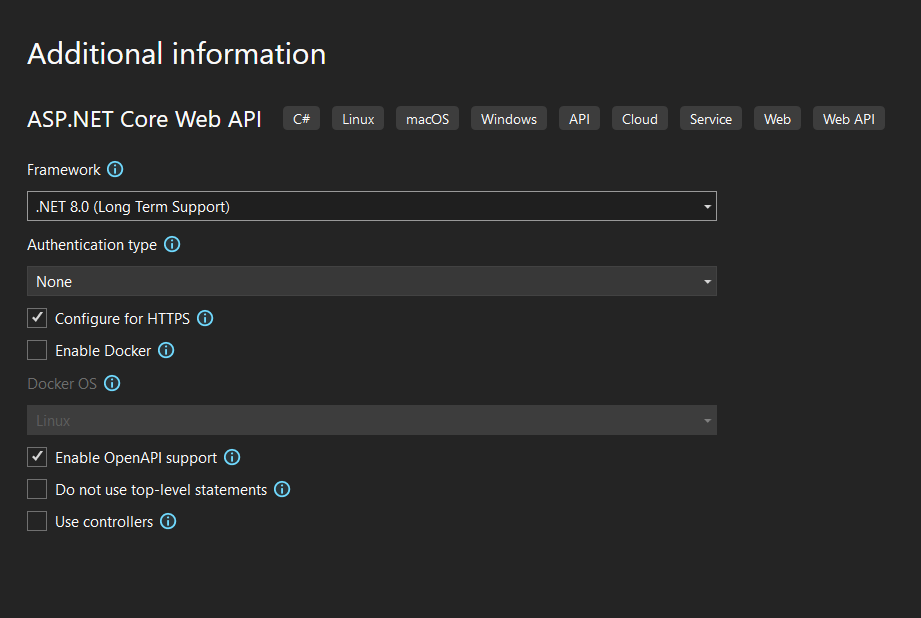 Additional information
ASP.NET Core Web API C# Linux macOS Windows API Cloud Service Web Web API
Framework
.NET 8.0 (Long Term Support)
Authentication type
None
Configure for HTTPS
Enable Docker
Docker OS
Linux
Enable OpenAPI support
Do not use top-level statements
Use controllers